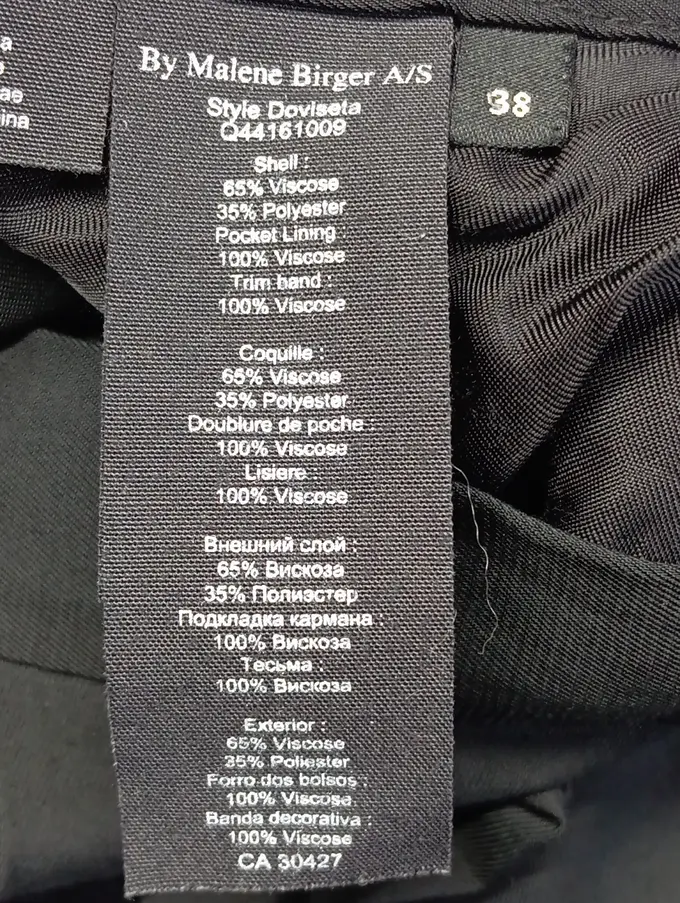 a
ae
ina
By Malene Birger A/S
Style Doviseta
Q44161009
Shell :
65% Viscose
35% Polyester
Pocket Lining :
100% Viscose
Trim band :
100% Viscose
Coquille :
65% Viscose
35% Polyester
Doublure de poche :
100% Viscose
Lisiere :
100% Viscose
Внешний слой :
65% Вискоза
35% Полиэстер
Подкладка кармана :
100% Вискоза
Тесьма :
100% Вискоза
Exterior :
65% Viscose
35% Poliester
Forro dos bolsos :
100% Viscose
Banda decorativa :
100% Viscose
CA 30427
38